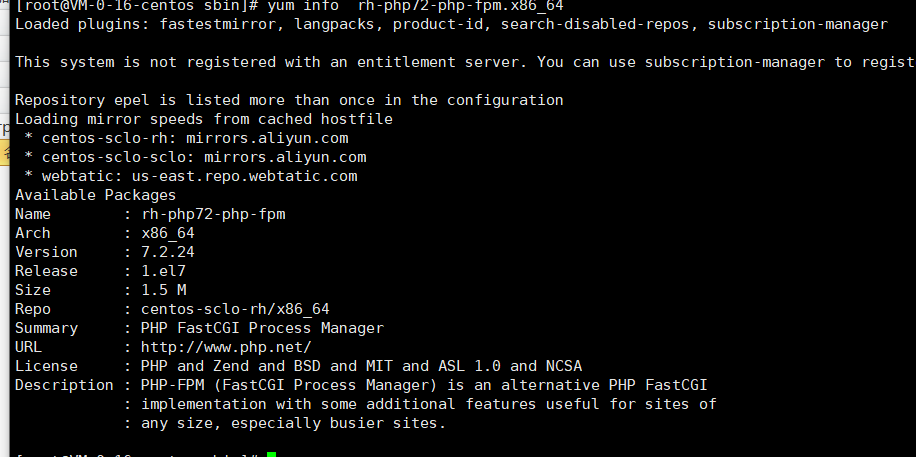 [root@VM-0-16-centos sbin]# yum info  rh-php72-php-fpm.x86_64
Loaded plugins: fastestmirror, langpacks, product-id, search-disabled-repos, subscription-manager

This system is not registered with an entitlement server. You can use subscription-manager to regist

Repository epel is listed more than once in the configuration
Loading mirror speeds from cached hostfile
 * centos-sclo-rh: mirrors.aliyun.com
 * centos-sclo-sclo: mirrors.aliyun.com
 * webtatic: us-east.repo.webtatic.com
Available Packages
Name        : rh-php72-php-fpm
Arch        : x86_64
Version     : 7.2.24
Release     : 1.el7
Size        : 1.5 M
Repo        : centos-sclo-rh/x86_64
Summary     : PHP FastCGI Process Manager
URL         : http://www.php.net/
License     : PHP and Zend and BSD and MIT and ASL 1.0 and NCSA
Description : PHP-FPM (FastCGI Process Manager) is an alternative PHP FastCGI
            : implementation with some additional features useful for sites of
            : any size, especially busier sites.